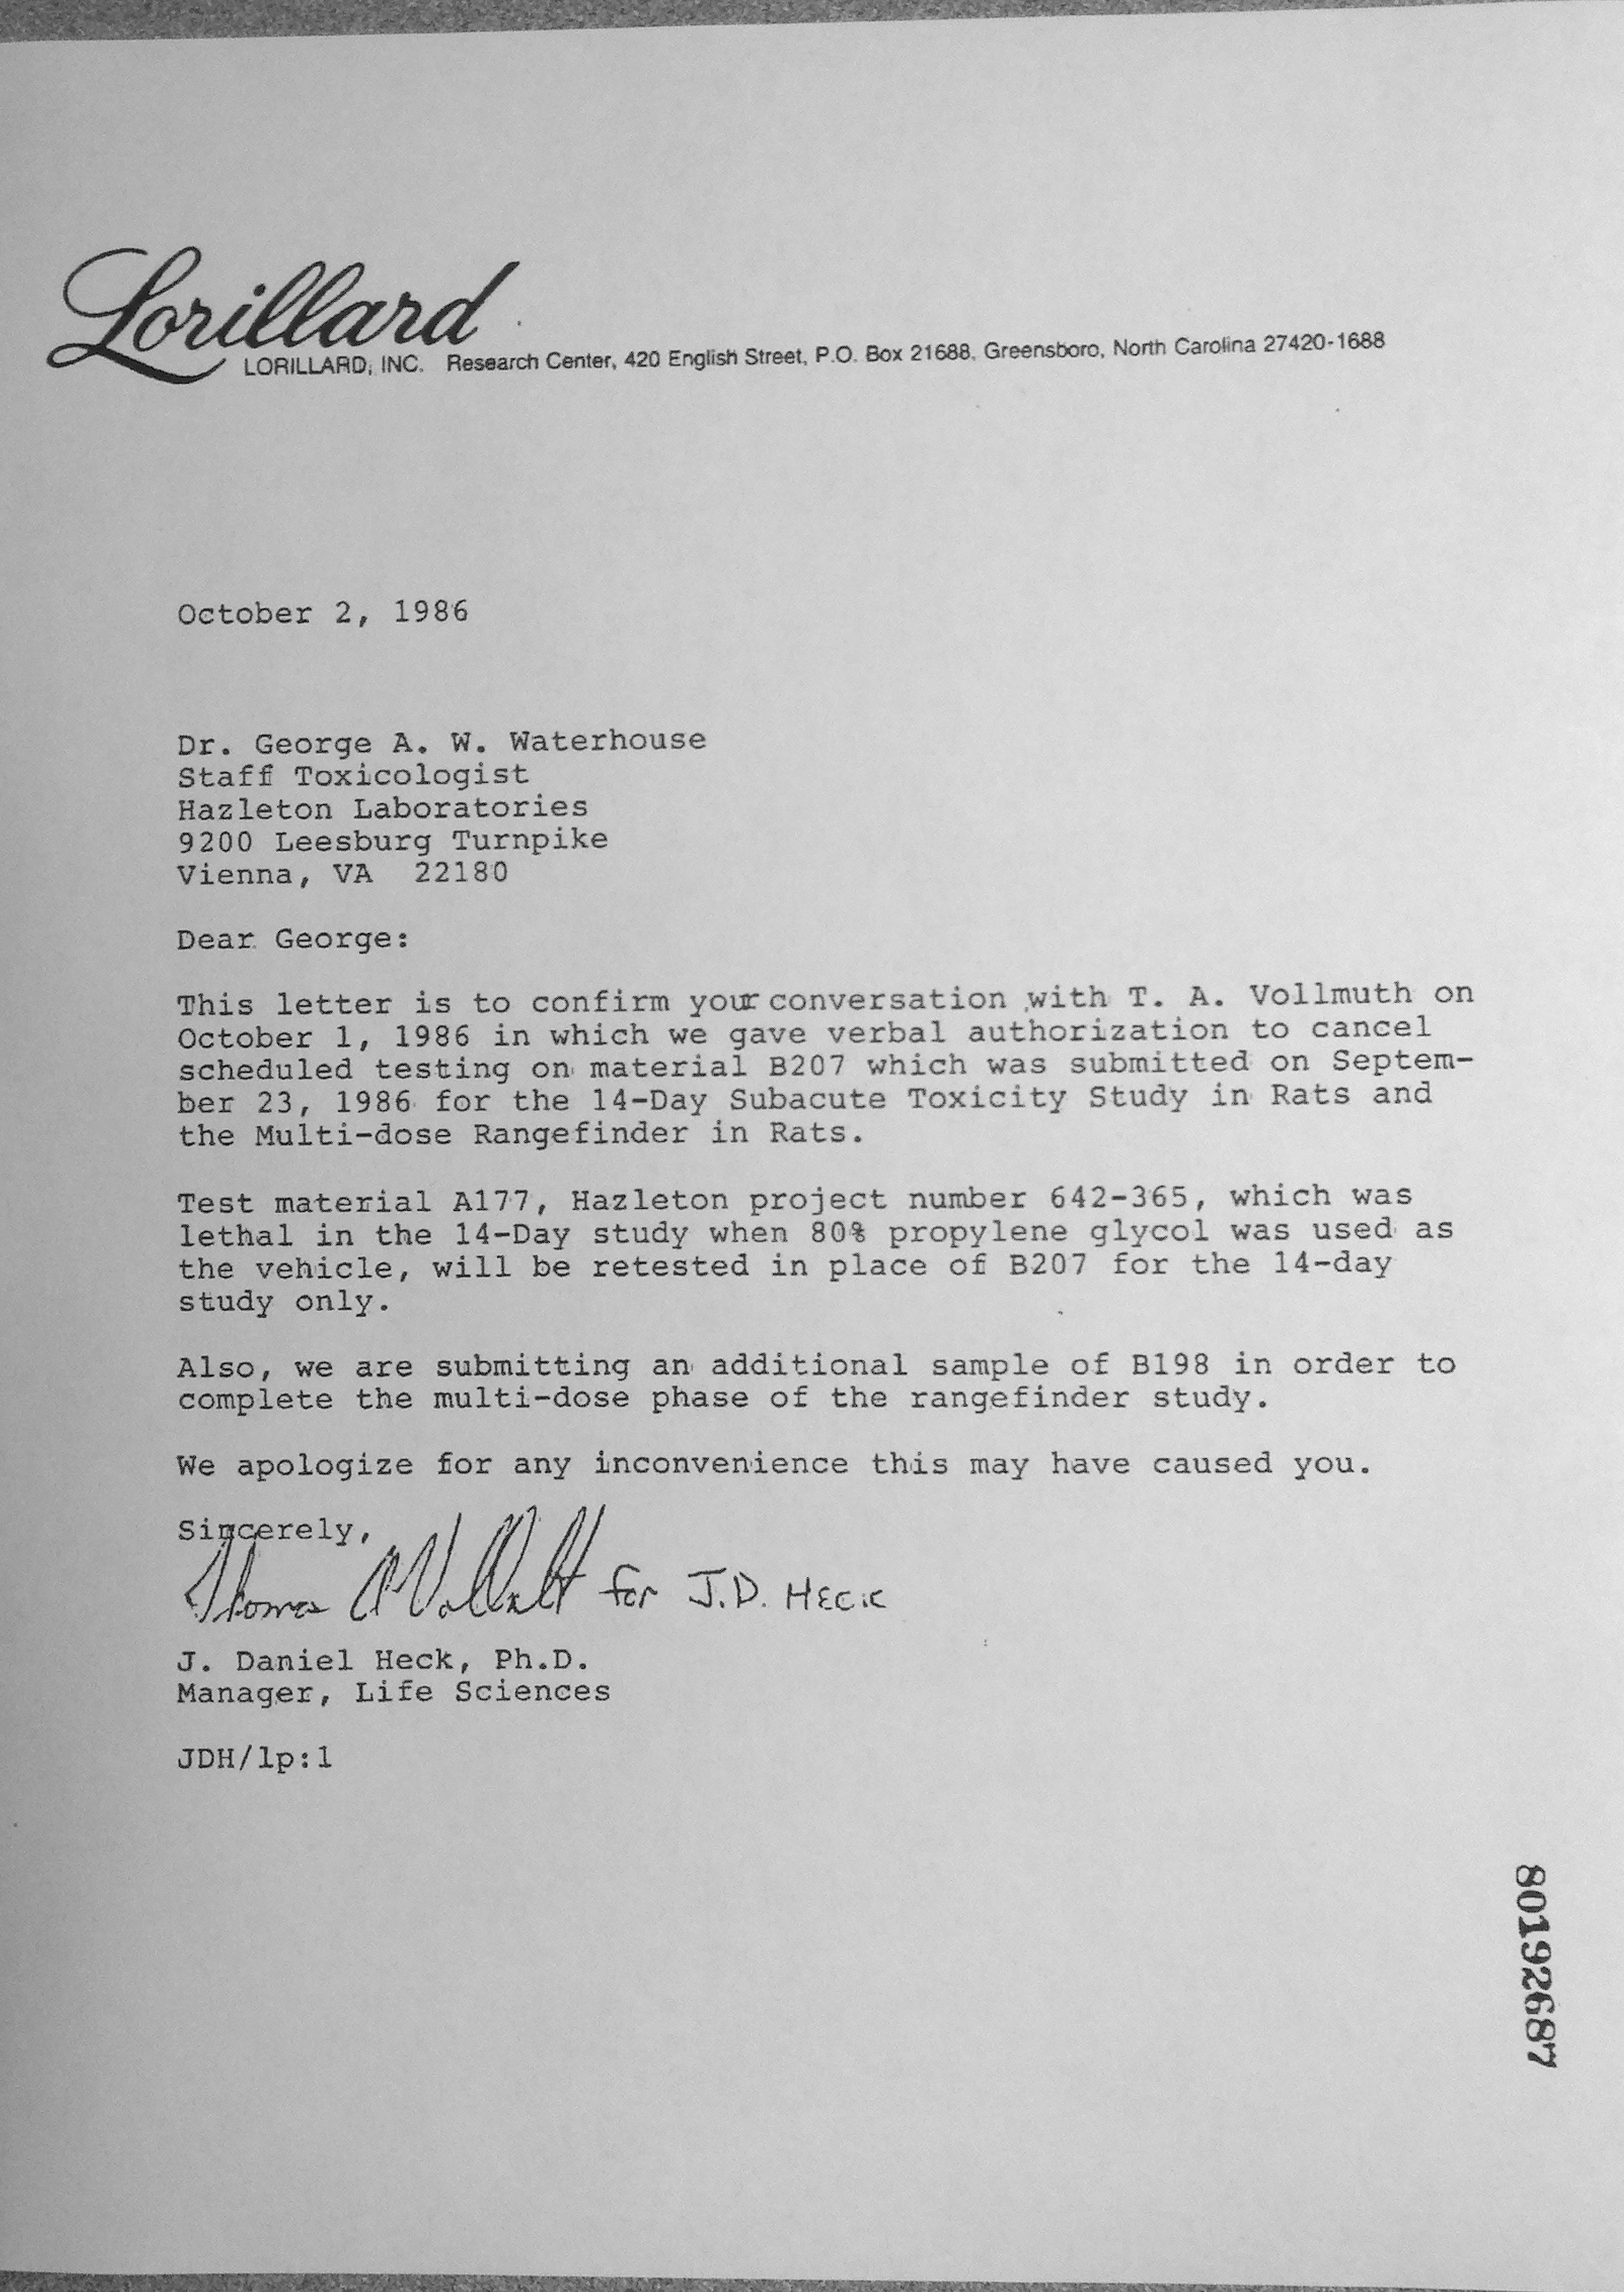 Lorillard
LORILLARD, INC. Research Center, 420 English Street, P.O. Box 21688, Greensboro, North Carolina 27420-1688
October 2, 1986
Dr. George A. W. Waterhouse
Staff Toxicologist
Hazleton Laboratories
9200 Leesburg Turnpike
Vienna, VA 22180
Dear George:
This letter is to confirm your conversation with T. A. Vollmuth on
October 1, 1986 in which we gave verbal authorization to cancel
scheduled testing on material B207 which was submitted on Septem-
ber 23, 1986 for the 14-Day Subacute Toxicity Study in Rats and
the Multi-dose Rangefinder in Rats.
Test material A177, Hazleton project number 642-365, which was
lethal in the 14-Day study when 80% propylene glycol was used as
the vehicle, will be retested in place of B207 for the 14-day
study only.
Also, we are submitting an additional sample of B198 in order to
complete the multi-dose phase of the rangefinder study.
We apologize for any inconvenience this may have caused you.
Sincerely,
Thomas A Vollmuth for J.D. HECK
J. Daniel Heck, Ph.D.
Manager, Life Sciences
JDH/lp:1
80192687